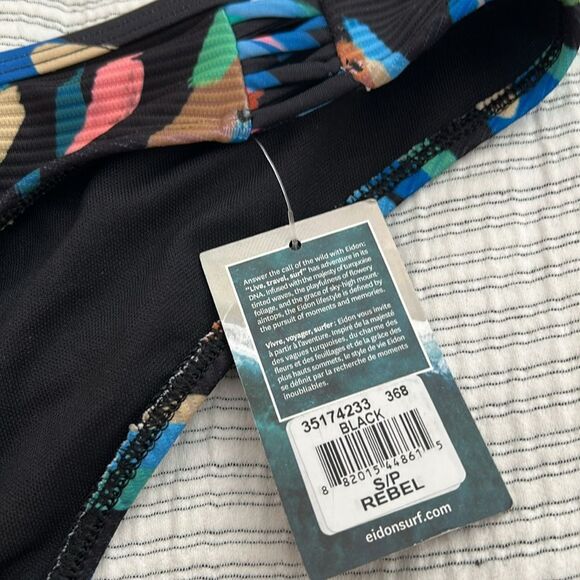 Answer the call of the wild with Eidon:
"Live, travel, surf" has adventure in its
DNA, infused with the majesty of turquoise
tinted waves, the playfulness of flowery
foliage, and the grace of sky-high mount
aintops, the Eidon lifestyle is defined by
the pursuit of moments and memories.
Vivre, voyager, surfer : Eidon vous invite
à partir à l'aventure, inspiré de la majesté
des vagues turquoises, du charme des
fleurs et des feuillages et de la grâce des
plus hauts sommets, le style de vie Eidon
se définit par la recherche de moments
inoubliables.
35174233 368
BLACK
8 82015 44861 5
S/P
REBEL
eidonsurf.com